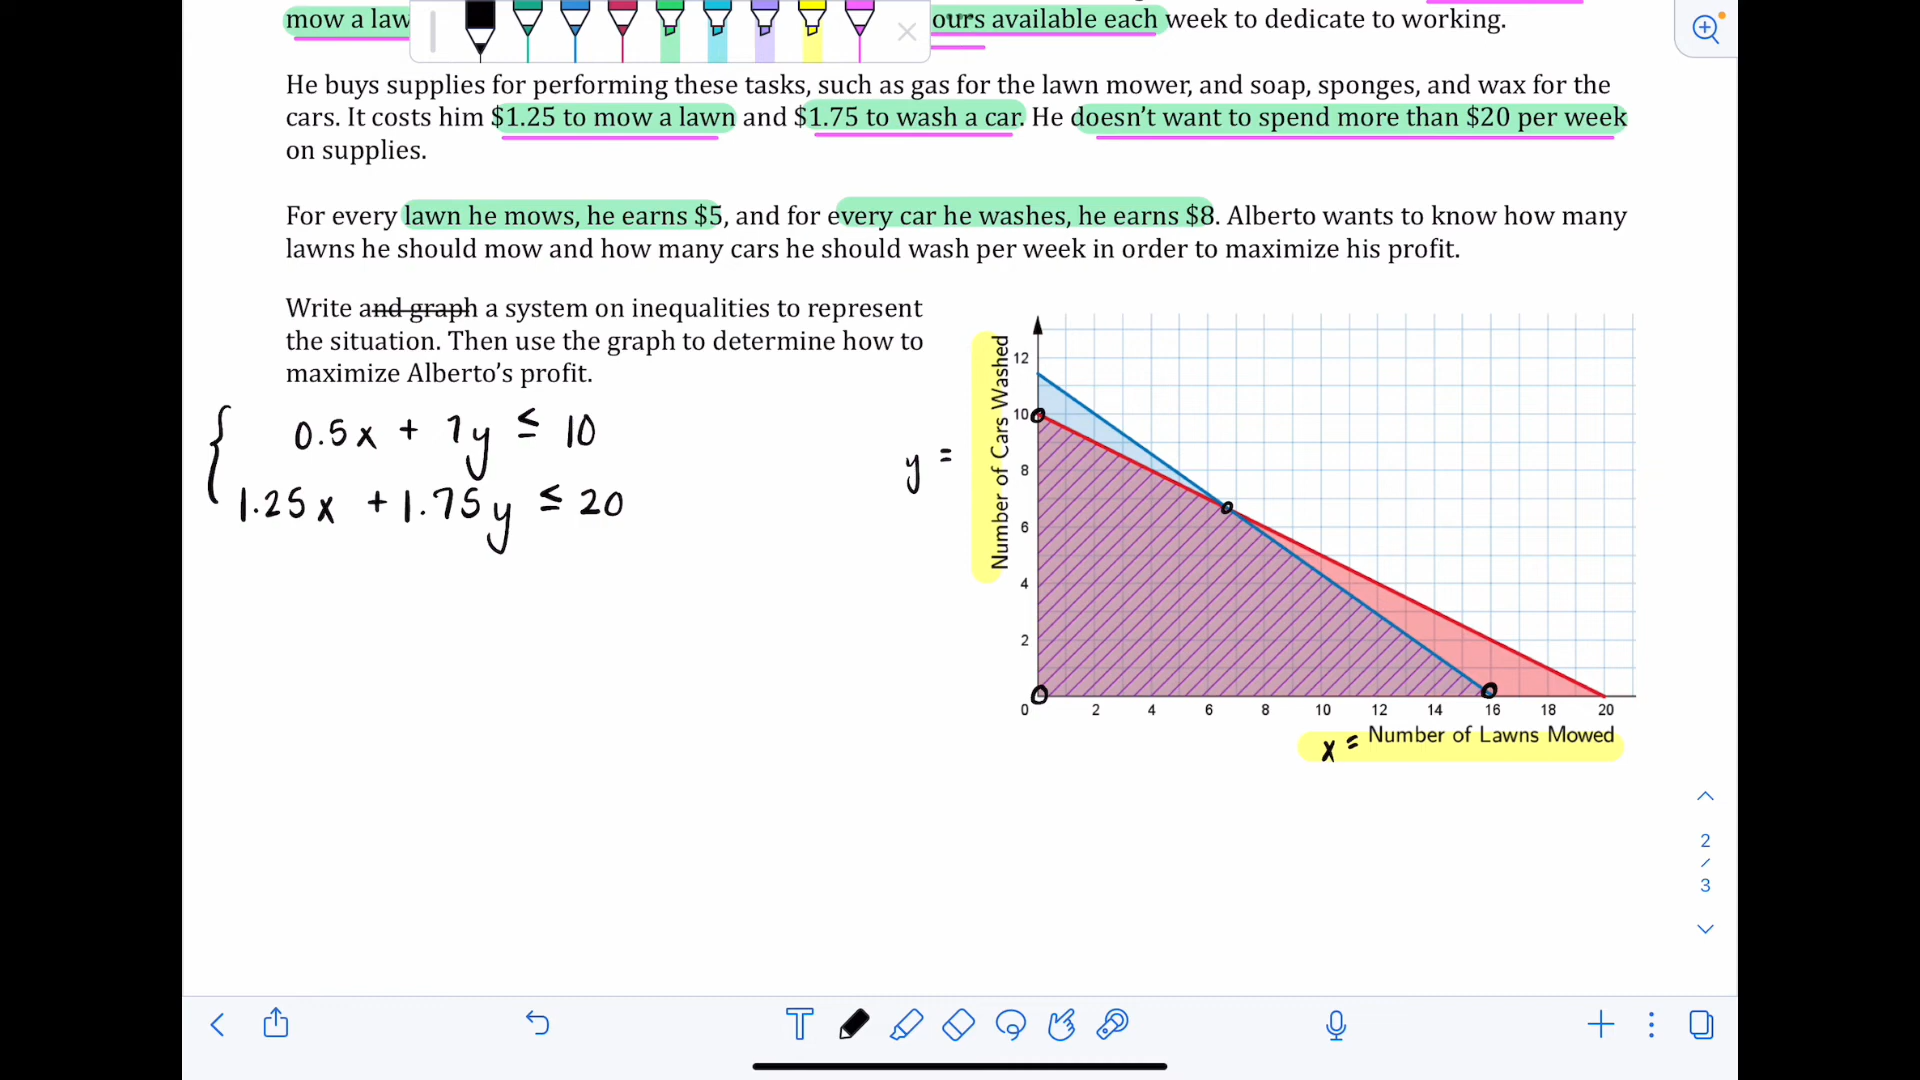 mow a law ours available each week to dedicate to working.
He buys supplies for performing these tasks, such as gas for the lawn mower, and soap, sponges, and wax for the
cars. It costs him $1.25 to mow a lawn and $1.75 to wash a car. He doesn’t want to spend more than $20 per week
on supplies.
For every lawn he mows, he earns $5, and for every car he washes, he earns $8. Alberto wants to know how many
lawns he should mow and how many cars he should wash per week in order to maximize his profit.
Write and graph a system on inequalities to represent
the situation. Then use the graph to determine how to
maximize Alberto’s profit.
0.5x + 1y ≤ 10
1.25x + 1.75y ≤ 20
y =
Number of Cars Washed
12
10
8
6
4
2
0 2 4 6 8 10 12 14 16 18 20
x = Number of Lawns Mowed
2
/
3
T